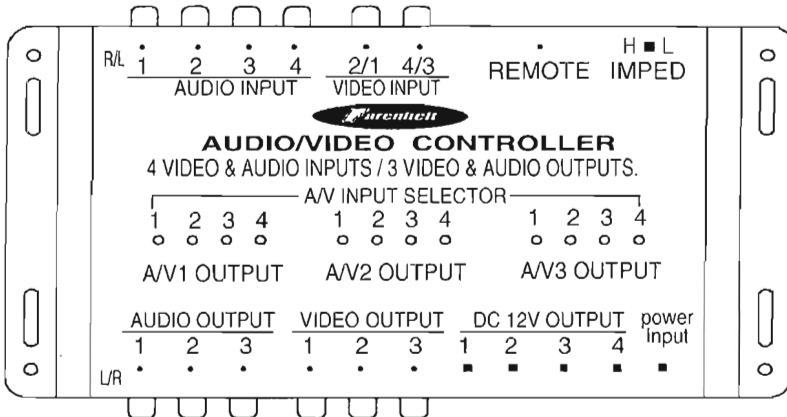 R/L 1 2 3 4 2/1 4/3 REMOTE H L IMPED
AUDIO INPUT VIDEO INPUT
Farenheit
AUDIO/VIDEO CONTROLLER
4 VIDEO & AUDIO INPUTS / 3 VIDEO & AUDIO OUTPUTS.
A/V INPUT SELECTOR
1 2 3 4 1 2 3 4 1 2 3 4
A/V1 OUTPUT A/V2 OUTPUT A/V3 OUTPUT
AUDIO OUTPUT VIDEO OUTPUT DC 12V OUTPUT power Input
1 2 3 1 2 3 1 2 3 4
L/R